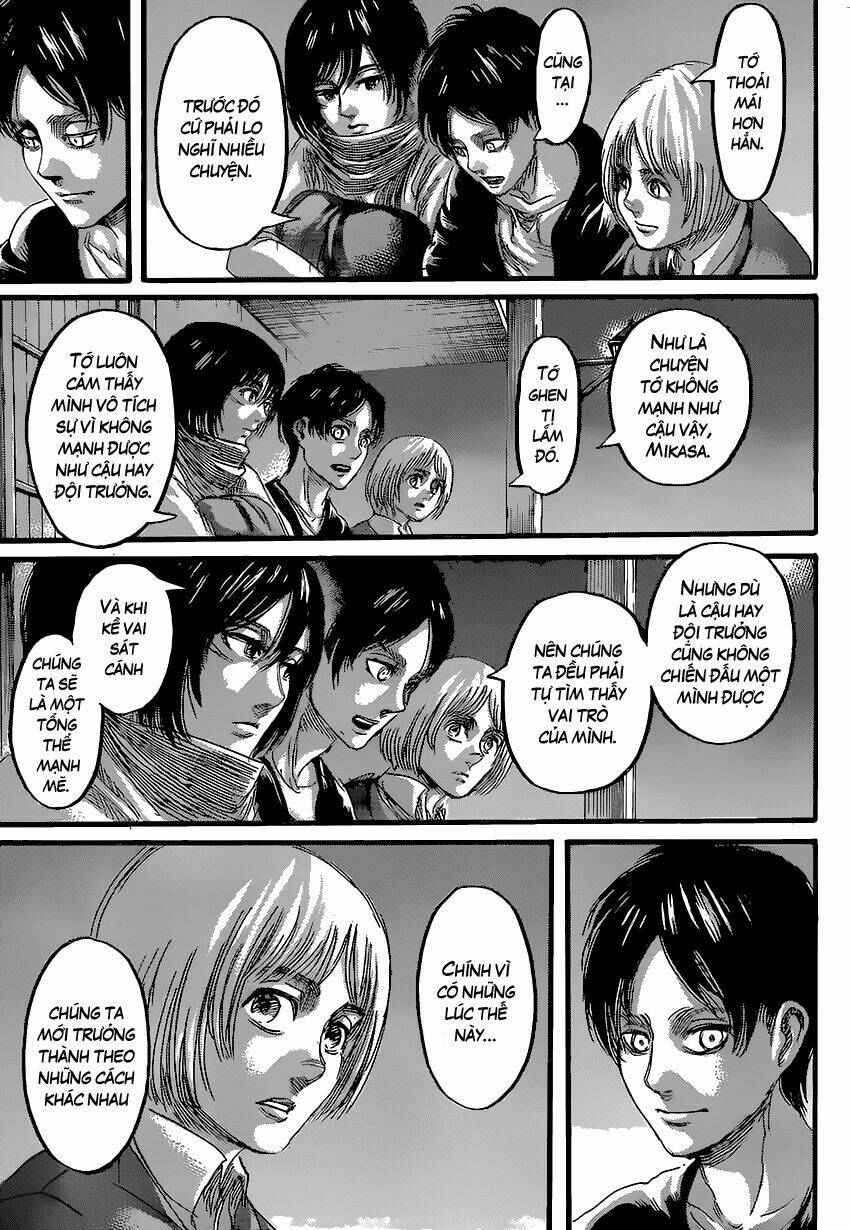 TỚ
THOẢI
MÁI
HƠN
HẲN.
CŨNG
TẠI
...
TRƯỚC ĐÓ
CỨ PHẢI LO
NGHĨ NHIỀU
CHUYỆN.
NHƯ LÀ
CHUYỆN
TỚ KHÔNG
MẠNH NHƯ
CẬU VẬY,
MIKASA.
TỚ
GHEN
TỊ
LẮM
ĐÓ.
TỚ LUÔN
CẢM THẤY
MÌNH VÔ TÍCH
SỰ VÌ KHÔNG
MẠNH ĐƯỢC
NHƯ CẬU HAY
ĐỘI TRƯỞNG.
NHƯNG DÙ
LÀ CẬU HAY
ĐỘI TRƯỞNG
CŨNG KHÔNG
CHIẾN ĐẤU MỘT
MÌNH ĐƯỢC
NÊN CHÚNG
TA ĐỀU PHẢI
TỰ TÌM THẤY
VAI TRÒ
CỦA MÌNH.
VÀ KHI
KỀ VAI
SÁT
CÁNH
CHÚNG
TA SẼ
LÀ MỘT
TỔNG
THỂ
MẠNH
MẼ.
CHÍNH VÌ
CÓ NHỮNG
LÚC THẾ
NÀY...
CHÚNG TA
MỚI TRƯỞNG
THÀNH THEO
NHỮNG CÁCH
KHÁC NHAU